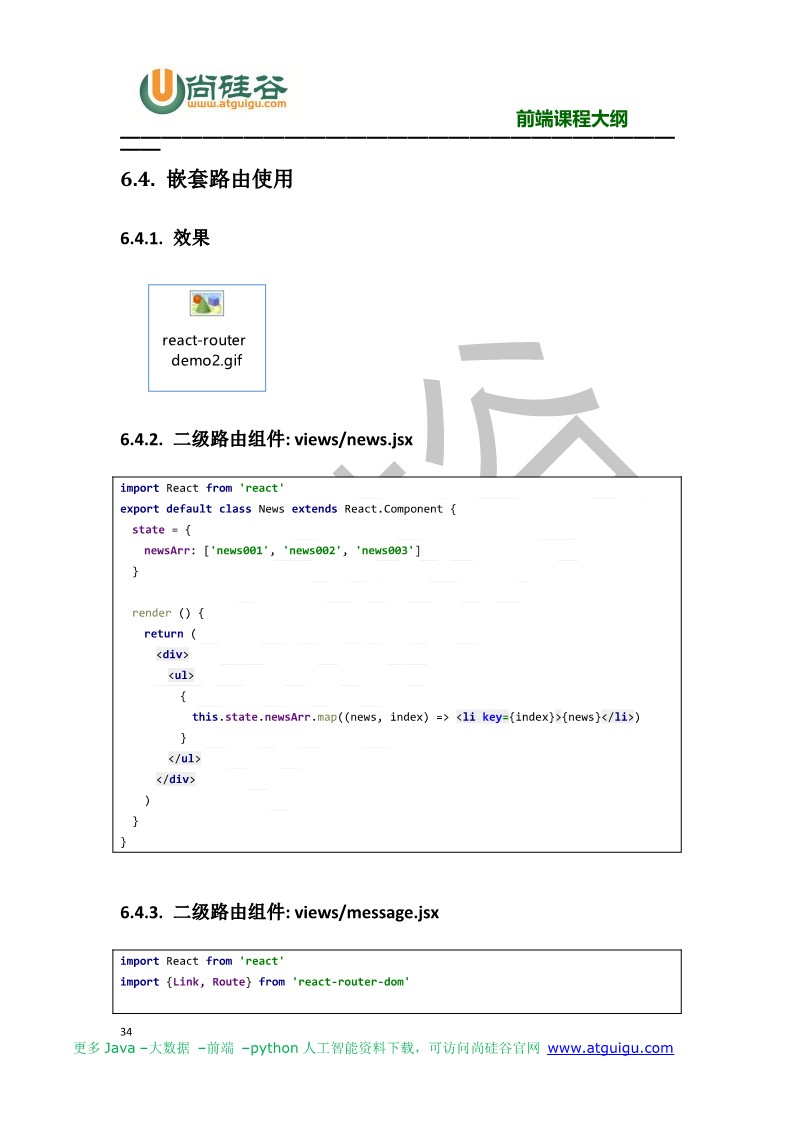 尚硅谷
www.atguigu.com
前端课程大纲
6.4. 嵌套路由使用
6.4.1. 效果
react-router
demo2.gif
6.4.2. 二级路由组件: views/news.jsx
import React from 'react'
export default class News extends React.Component {
  state = {
    newsArr: ['news001', 'news002', 'news003']
  }
  render () {
    return (
      <div>
        <ul>
          {
            this.state.newsArr.map((news, index) => <li key={index}>{news}</li>)
          }
        </ul>
      </div>
    )
  }
}
6.4.3. 二级路由组件: views/message.jsx
import React from 'react'
import {Link, Route} from 'react-router-dom'
34
更多 Java –大数据 –前端 –python 人工智能资料下载，可访问尚硅谷官网 www.atguigu.com